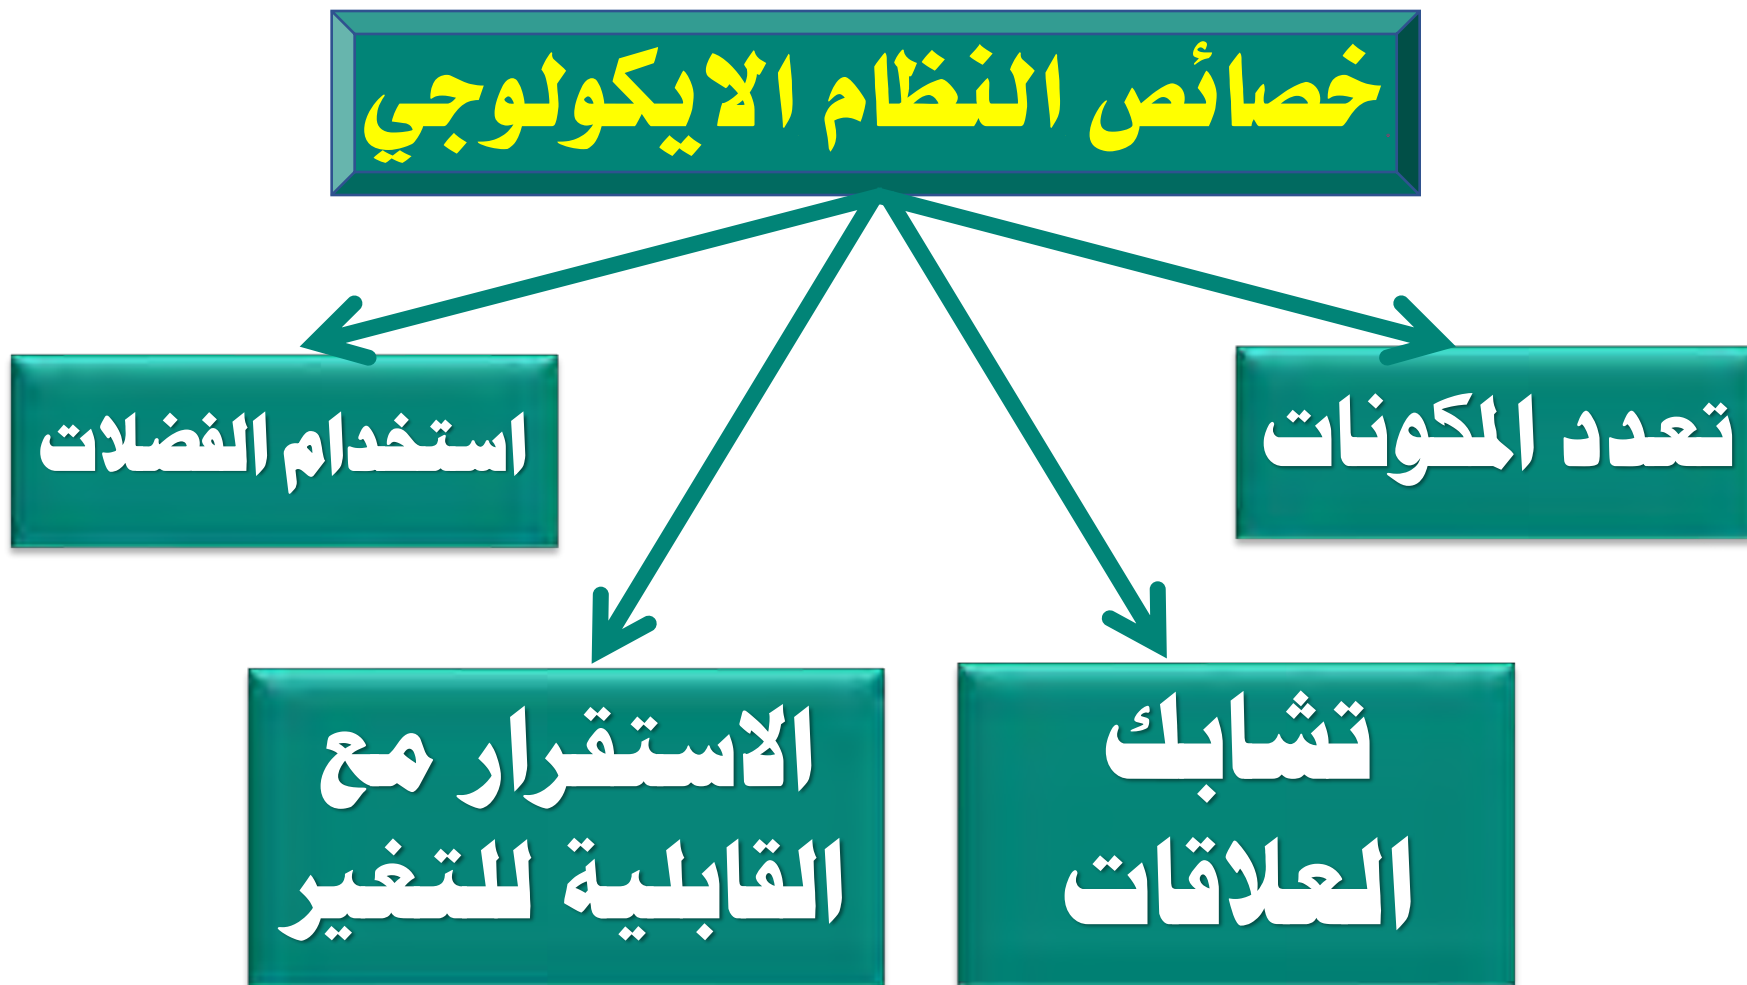 خصائص النظام الايكولوجي
تعدد المكونات
استخدام الفضلات
تشابك
العلاقات
الاستقرار مع
القابلية للتغير